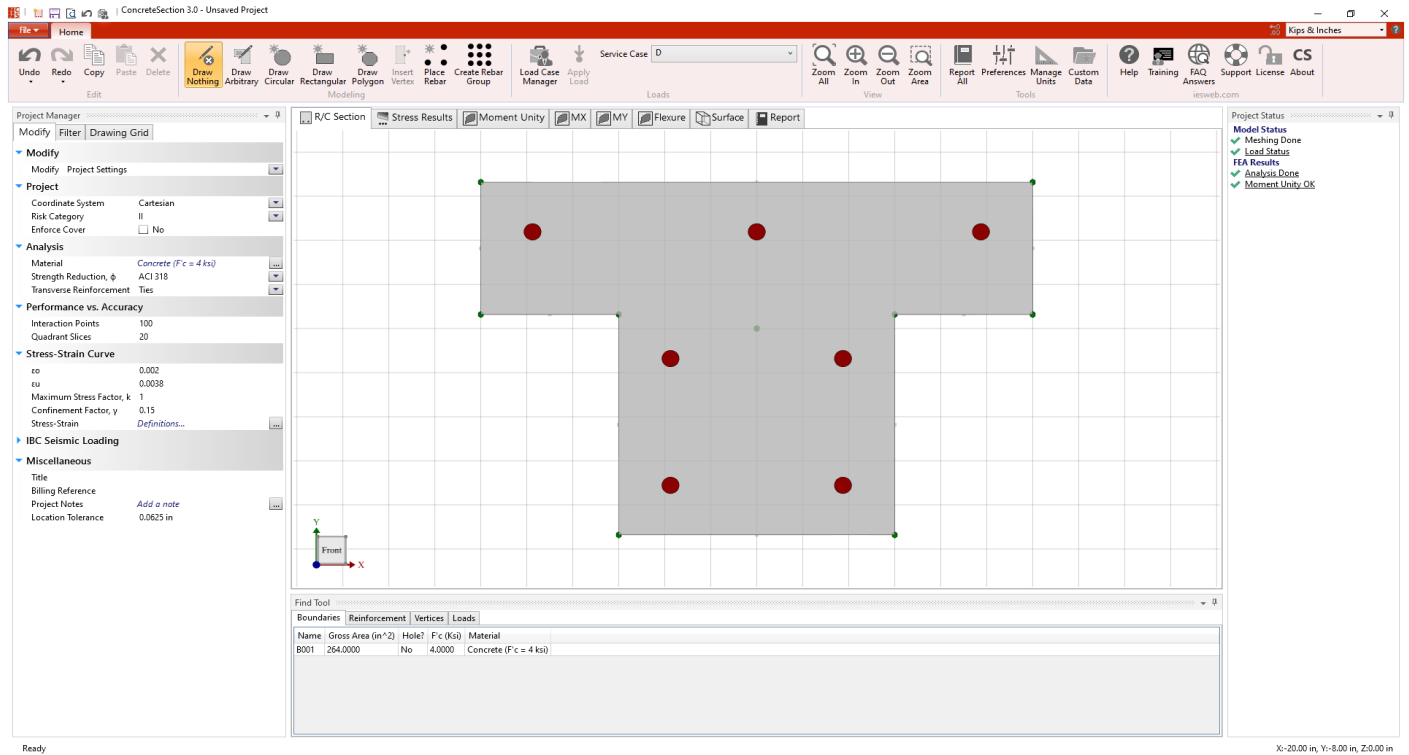 ConcreteSection 3.0 - Unsaved Project
File Home Kips & Inches
Undo Redo Copy Paste Delete
Edit
Draw Nothing Draw Arbitrary Draw Circular Draw Rectangular Draw Polygon Insert Vertex Place Rebar Create Rebar Group
Modeling
Load Case Manager Apply Load Service Case D
Loads
Zoom All Zoom In Zoom Out Zoom Area
View
Report All Preferences Manage Units Custom Data
Tools
Help Training FAQ Answers Support License CS About
iesweb.com
Project Manager
Modify Filter Drawing Grid
Modify
Modify Project Settings
Project
Coordinate System Cartesian
Risk Category II
Enforce Cover No
Analysis
Material Concrete (F'c = 4 ksi)
Strength Reduction, ϕ ACI 318
Transverse Reinforcement Ties
Performance vs. Accuracy
Interaction Points 100
Quadrant Slices 20
Stress-Strain Curve
εo 0.002
εu 0.0038
Maximum Stress Factor, k 1
Confinement Factor, γ 0.15
Stress-Strain Definitions...
IBC Seismic Loading
Miscellaneous
Title
Billing Reference
Project Notes Add a note
Location Tolerance 0.0625 in
R/C Section Stress Results Moment Unity MX MY Flexure Surface Report
Y
Front
X
Find Tool
Boundaries Reinforcement Vertices Loads
Name Gross Area (in^2) Hole? F'c (Ksi) Material
B001 264.0000 No 4.0000 Concrete (F'c = 4 ksi)
Project Status
Model Status
Meshing Done
Load Status
FEA Results
Analysis Done
Moment Unity OK
Ready
X:-20.00 in, Y:-8.00 in, Z:0.00 in